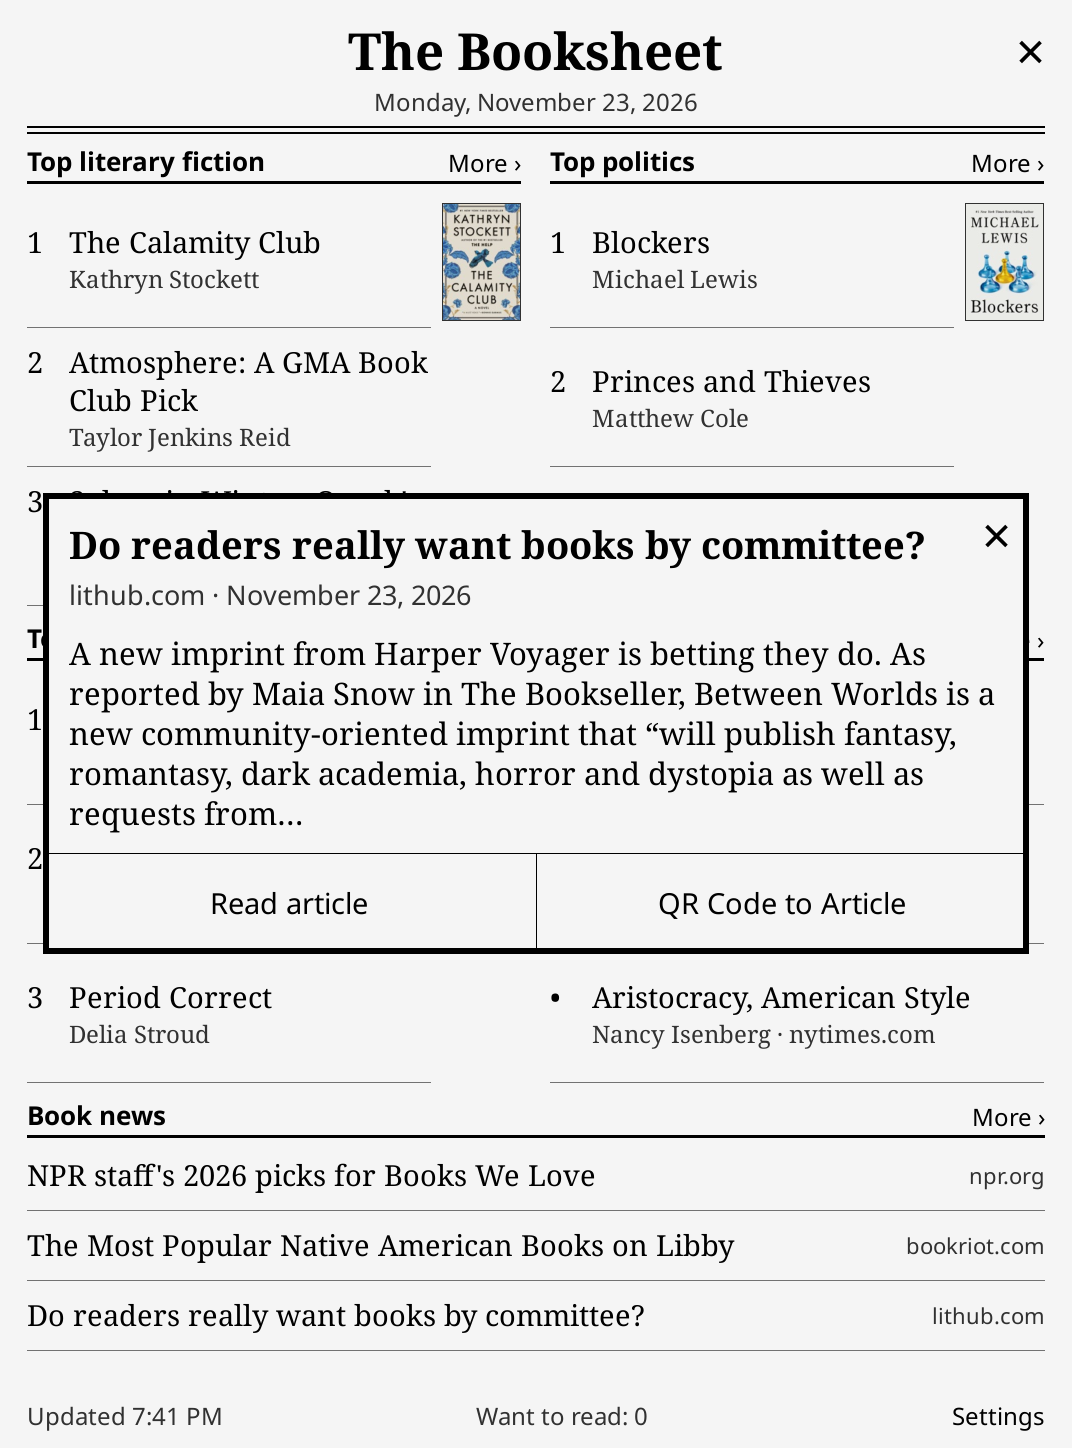 The Booksheet
Monday, November 23, 2026
Top literary fiction More ›
1 The Calamity Club
Kathryn Stockett
KATHRYN
STOCKETT
THE HELP
THE
CALAMITY
CLUB
A NOVEL
2 Atmosphere: A GMA Book
Club Pick
Taylor Jenkins Reid
3
Top politics More ›
1 Blockers
Michael Lewis
MICHAEL
LEWIS
Blockers
2 Princes and Thieves
Matthew Cole
Do readers really want books by committee?
lithub.com · November 23, 2026
A new imprint from Harper Voyager is betting they do. As
reported by Maia Snow in The Bookseller, Between Worlds is a
new community-oriented imprint that “will publish fantasy,
romantasy, dark academia, horror and dystopia as well as
requests from…
Read article
QR Code to Article
1
2
3 Period Correct
Delia Stroud
• Aristocracy, American Style
Nancy Isenberg · nytimes.com
Book news More ›
NPR staff's 2026 picks for Books We Love npr.org
The Most Popular Native American Books on Libby bookriot.com
Do readers really want books by committee? lithub.com
Updated 7:41 PM Want to read: 0 Settings